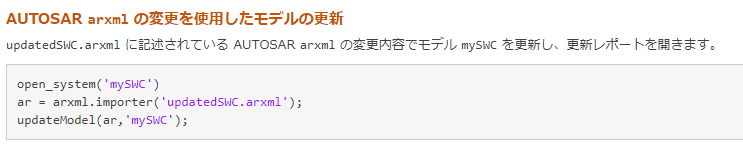 AUTOSAR arxml の変更を使用したモデルの更新
updatedSWC.arxml に記述されている AUTOSAR arxml の変更内容でモデル mySWC を更新し、更新レポートを開きます。
open_system('mySWC')
ar = arxml.importer('updatedSWC.arxml');
updateModel(ar,'mySWC');